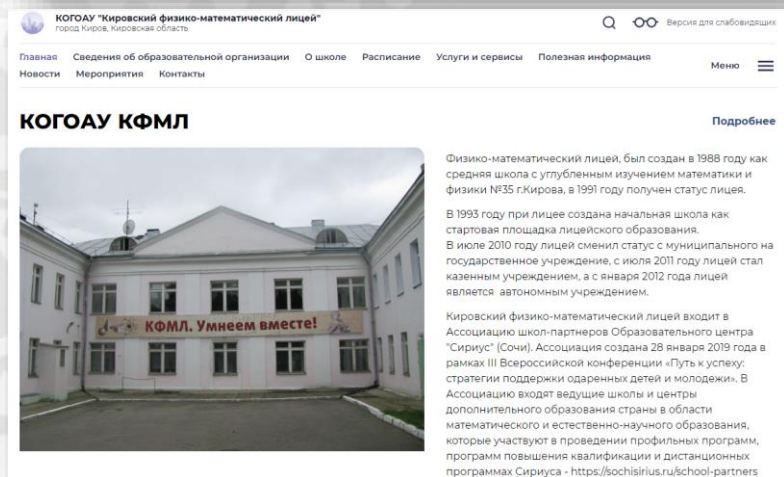 КОГОАУ "Кировский физико-математический лицей"
город Киров, Кировская область
Версия для слабовидящих
Главная Сведения об образовательной организации О школе Расписание Услуги и сервисы Полезная информация
Новости Мероприятия Контакты
Меню
КОГОАУ КФМЛ
Подробнее
КФМЛ. Умнеем вместе!
Физико-математический лицей, был создан в 1988 году как
средняя школа с углубленным изучением математики и
физики №35 г.Кирова, в 1991 году получен статус лицея.
В 1993 году при лицее создана начальная школа как
стартовая площадка лицейского образования.
В июле 2010 году лицей сменил статус с муниципального на
государственное учреждение, с июля 2011 году лицей стал
казенным учреждением, а с января 2012 года лицей
является автономным учреждением.
Кировский физико-математический лицей входит в
Ассоциацию школ-партнеров Образовательного центра
"Сириус" (Сочи). Ассоциация создана 28 января 2019 года в
рамках III Всероссийской конференции «Путь к успеху:
стратегии поддержки одаренных детей и молодежи». В
Ассоциацию входят ведущие школы и центры
дополнительного образования страны в области
математического и естественно-научного образования,
которые участвуют в проведении профильных программ,
программ повышения квалификации и дистанционных
программах Сириуса - https://sochisirius.ru/school-partners